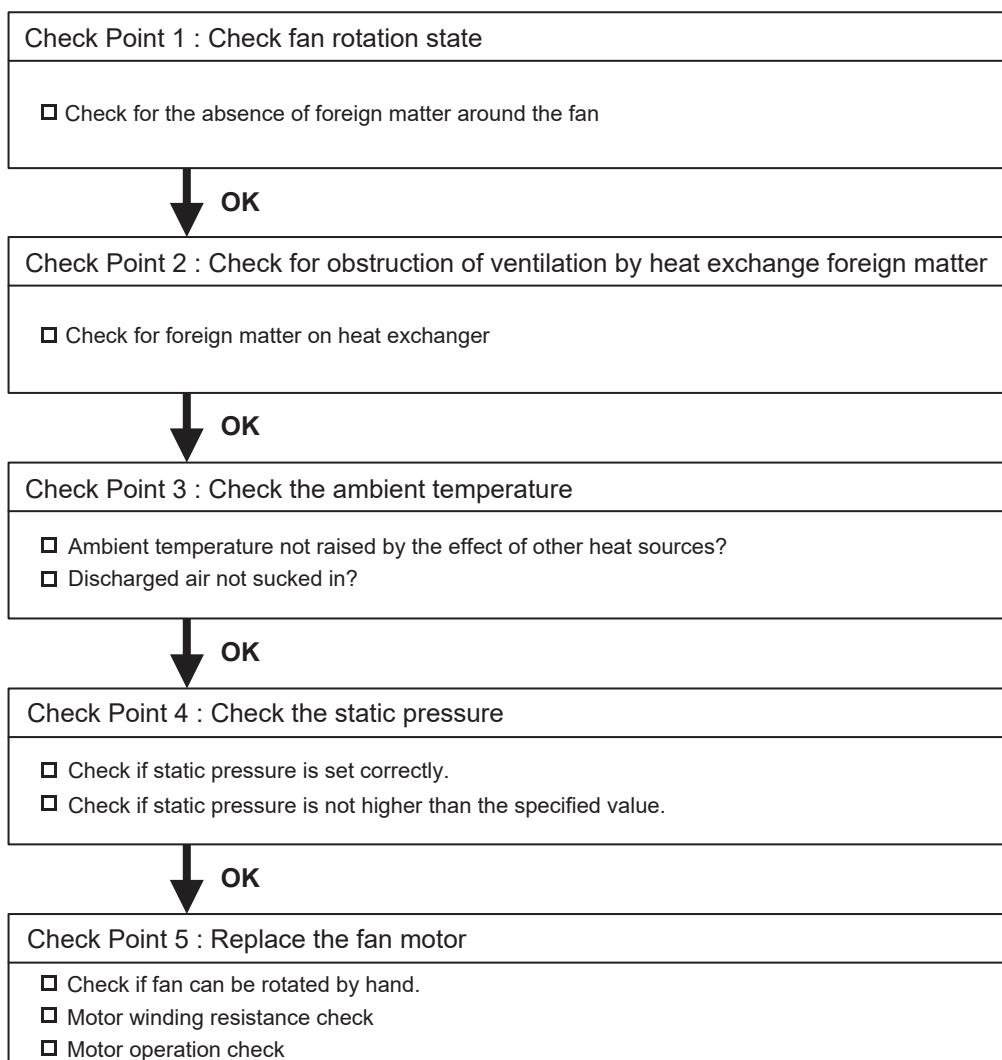 Check Point 1 : Check fan rotation state
Check for the absence of foreign matter around the fan
OK
Check Point 2 : Check for obstruction of ventilation by heat exchange foreign matter
Check for foreign matter on heat exchanger
OK
Check Point 3 : Check the ambient temperature
Ambient temperature not raised by the effect of other heat sources?
Discharged air not sucked in?
OK
Check Point 4 : Check the static pressure
Check if static pressure is set correctly.
Check if static pressure is not higher than the specified value.
OK
Check Point 5 : Replace the fan motor
Check if fan can be rotated by hand.
Motor winding resistance check
Motor operation check